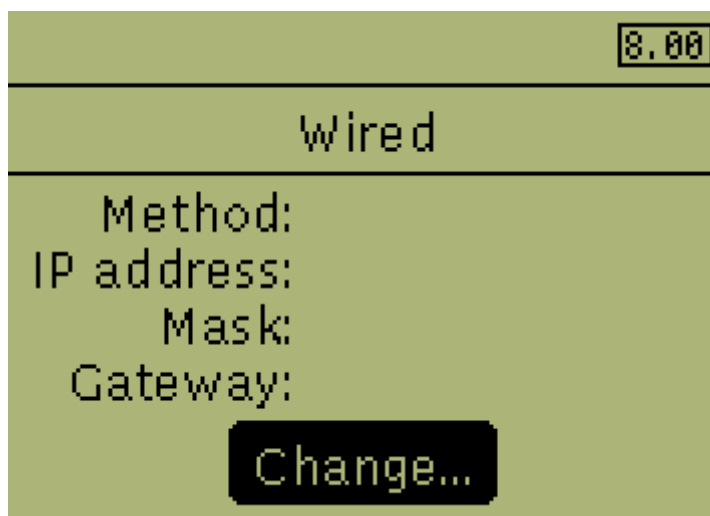 8.00
Wired
Method:
IP address:
Mask:
Gateway:
Change...